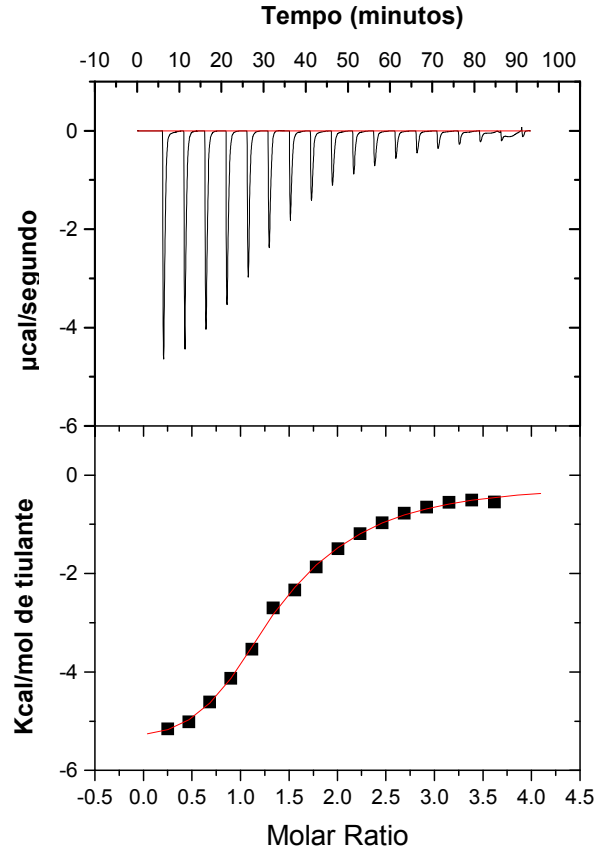 Tempo (minutos)
-10 0 10 20 30 40 50 60 70 80 90 100
0
-2
-4
-6
µcal/segundo
0
-2
-4
-6
Kcal/mol de tiulante
-0.5 0.0 0.5 1.0 1.5 2.0 2.5 3.0 3.5 4.0 4.5
Molar Ratio